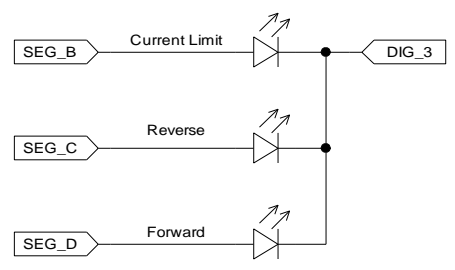 Current Limit
SEG_B
DIG_3
Reverse
SEG_C
Forward
SEG_D